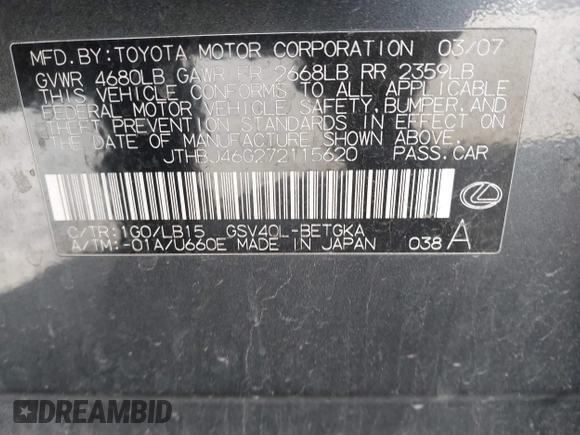 MFD. BY: TOYOTA MOTOR CORPORATION 03/07
GVWR 4680LB GAWR FR 2668LB RR 2359LB
THIS VEHICLE CONFORMS TO ALL APPLICABLE
FEDERAL MOTOR VEHICLE SAFETY, BUMPER, AND
THEFT PREVENTION STANDARDS IN EFFECT ON
THE DATE OF MANUFACTURE SHOWN ABOVE.
JTHBJ46G272115620 PASS. CAR
C/TR: 1G0/LB15 GSV40L-BETGKA
A/TM: -01A/U660E MADE IN JAPAN 038 A
DREAMBID